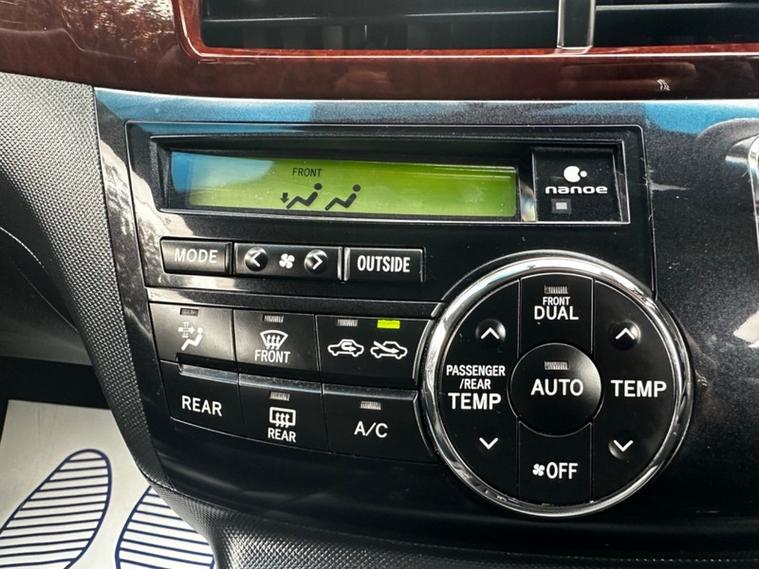 FRONT
nanoe
MODE
OUTSIDE
FRONT
DUAL
FRONT
PASSENGER
/REAR
TEMP
AUTO
TEMP
REAR
REAR
A/C
OFF